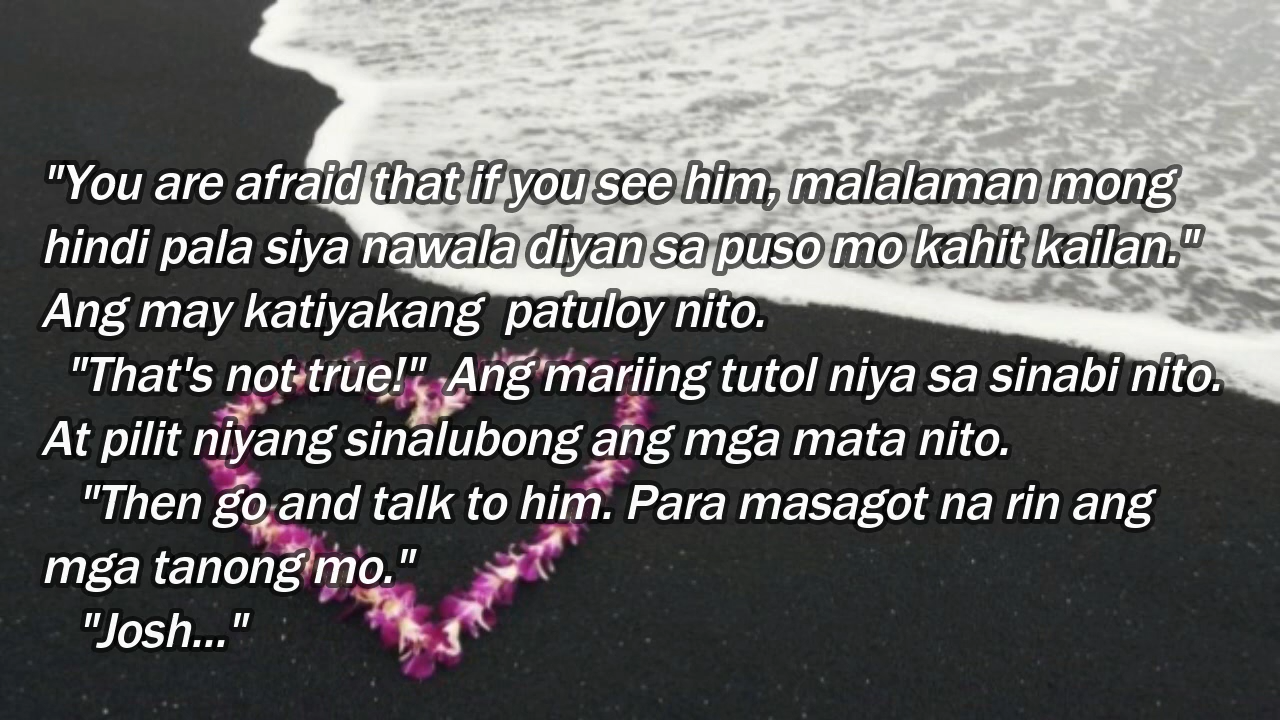 "You are afraid that if you see him, malalaman mong
hindi pala siya nawala diyan sa puso mo kahit kailan."
Ang may katiyakang  patuloy nito.
"That's not true!"  Ang mariing tutol niya sa sinabi nito.
At pilit niyang sinalubong ang mga mata nito.
"Then go and talk to him. Para masagot na rin ang
mga tanong mo."
"Josh..."